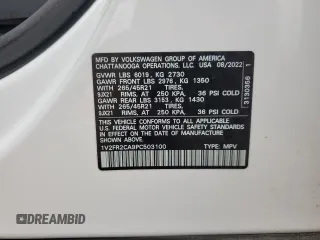 MFD BY VOLKSWAGEN GROUP OF AMERICA
CHATTANOOGA OPERATIONS, LLC. USA 08/2022
GVWR LBS 6019 , KG 2730
GAWR FRONT LBS 2976 , KG 1350
WITH 265/45R21 TIRES,
9JX21 RIMS, AT 250 KPA, 36 PSI COLD
GAWR REAR LBS 3153 , KG 1430
WITH 265/45R21 TIRES,
9JX21 RIMS, AT 250 KPA, 36 PSI COLD
THIS VEHICLE CONFORMS TO ALL APPLICABLE
FEDERAL MOTOR VEHICLE SAFETY STANDARDS
IN EFFECT ON THE DATE OF MANUFACTURE
SHOWN ABOVE.
1V2FR2CA9PC503100 TYPE: MPV
3130356 1
© DREAMBID
DREAMBID.COM